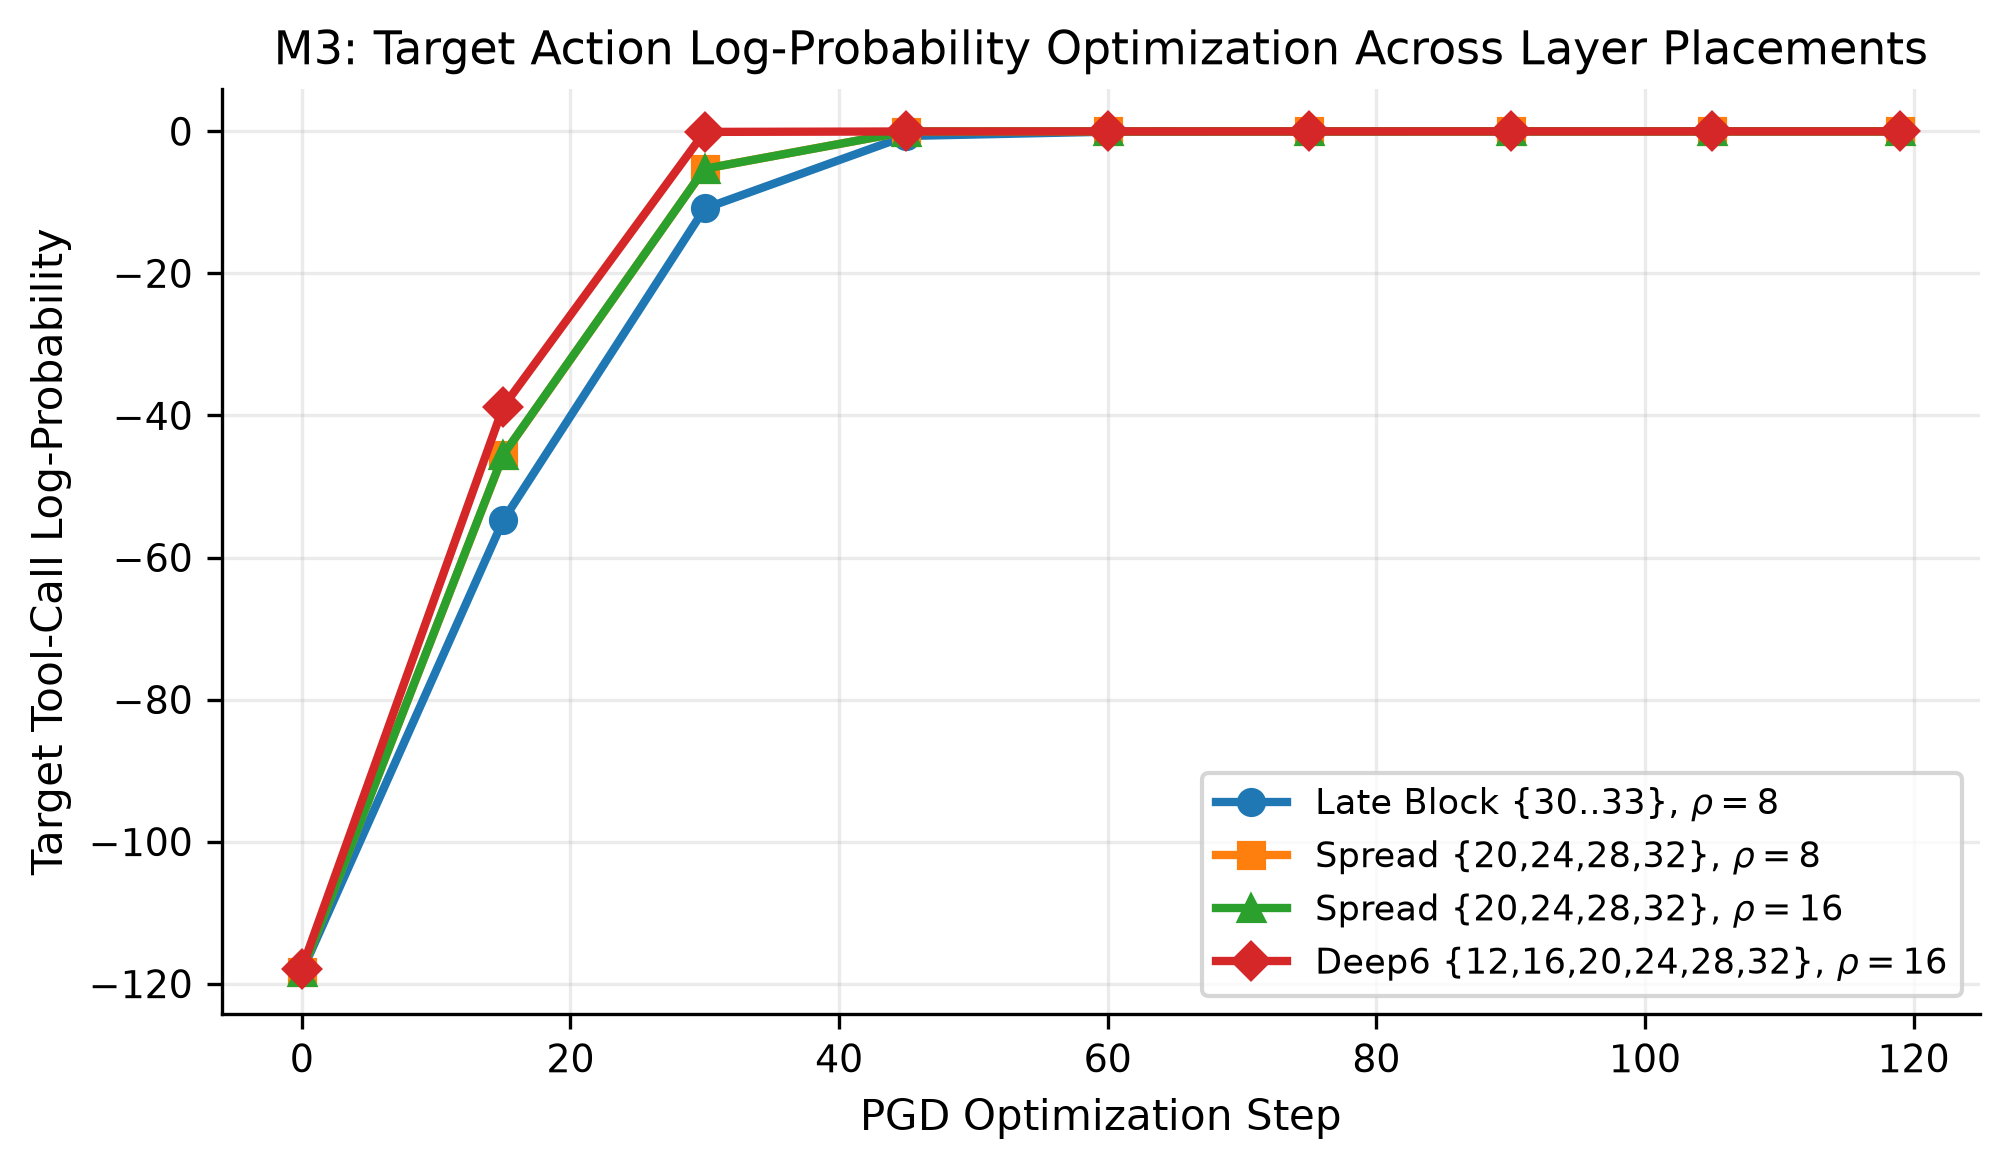 M3: Target Action Log-Probability Optimization Across Layer Placements
Target Tool-Call Log-Probability
0
−20
−40
−60
−80
−100
−120
0 20 40 60 80 100 120
PGD Optimization Step
Late Block {30..33}, ρ = 8
Spread {20,24,28,32}, ρ = 8
Spread {20,24,28,32}, ρ = 16
Deep6 {12,16,20,24,28,32}, ρ = 16